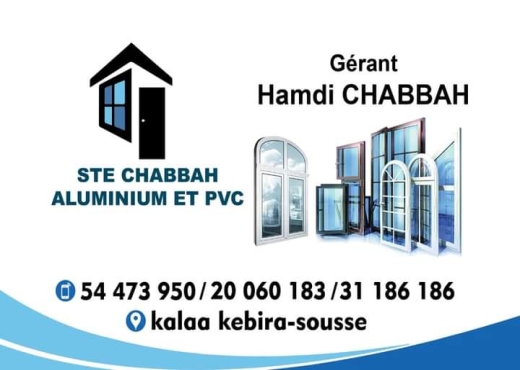 Gérant
Hamdi CHABBAH
STE CHABBAH
ALUMINIUM ET PVC
54 473 950/20 060 183/31 186 186
kalaa kebira-sousse